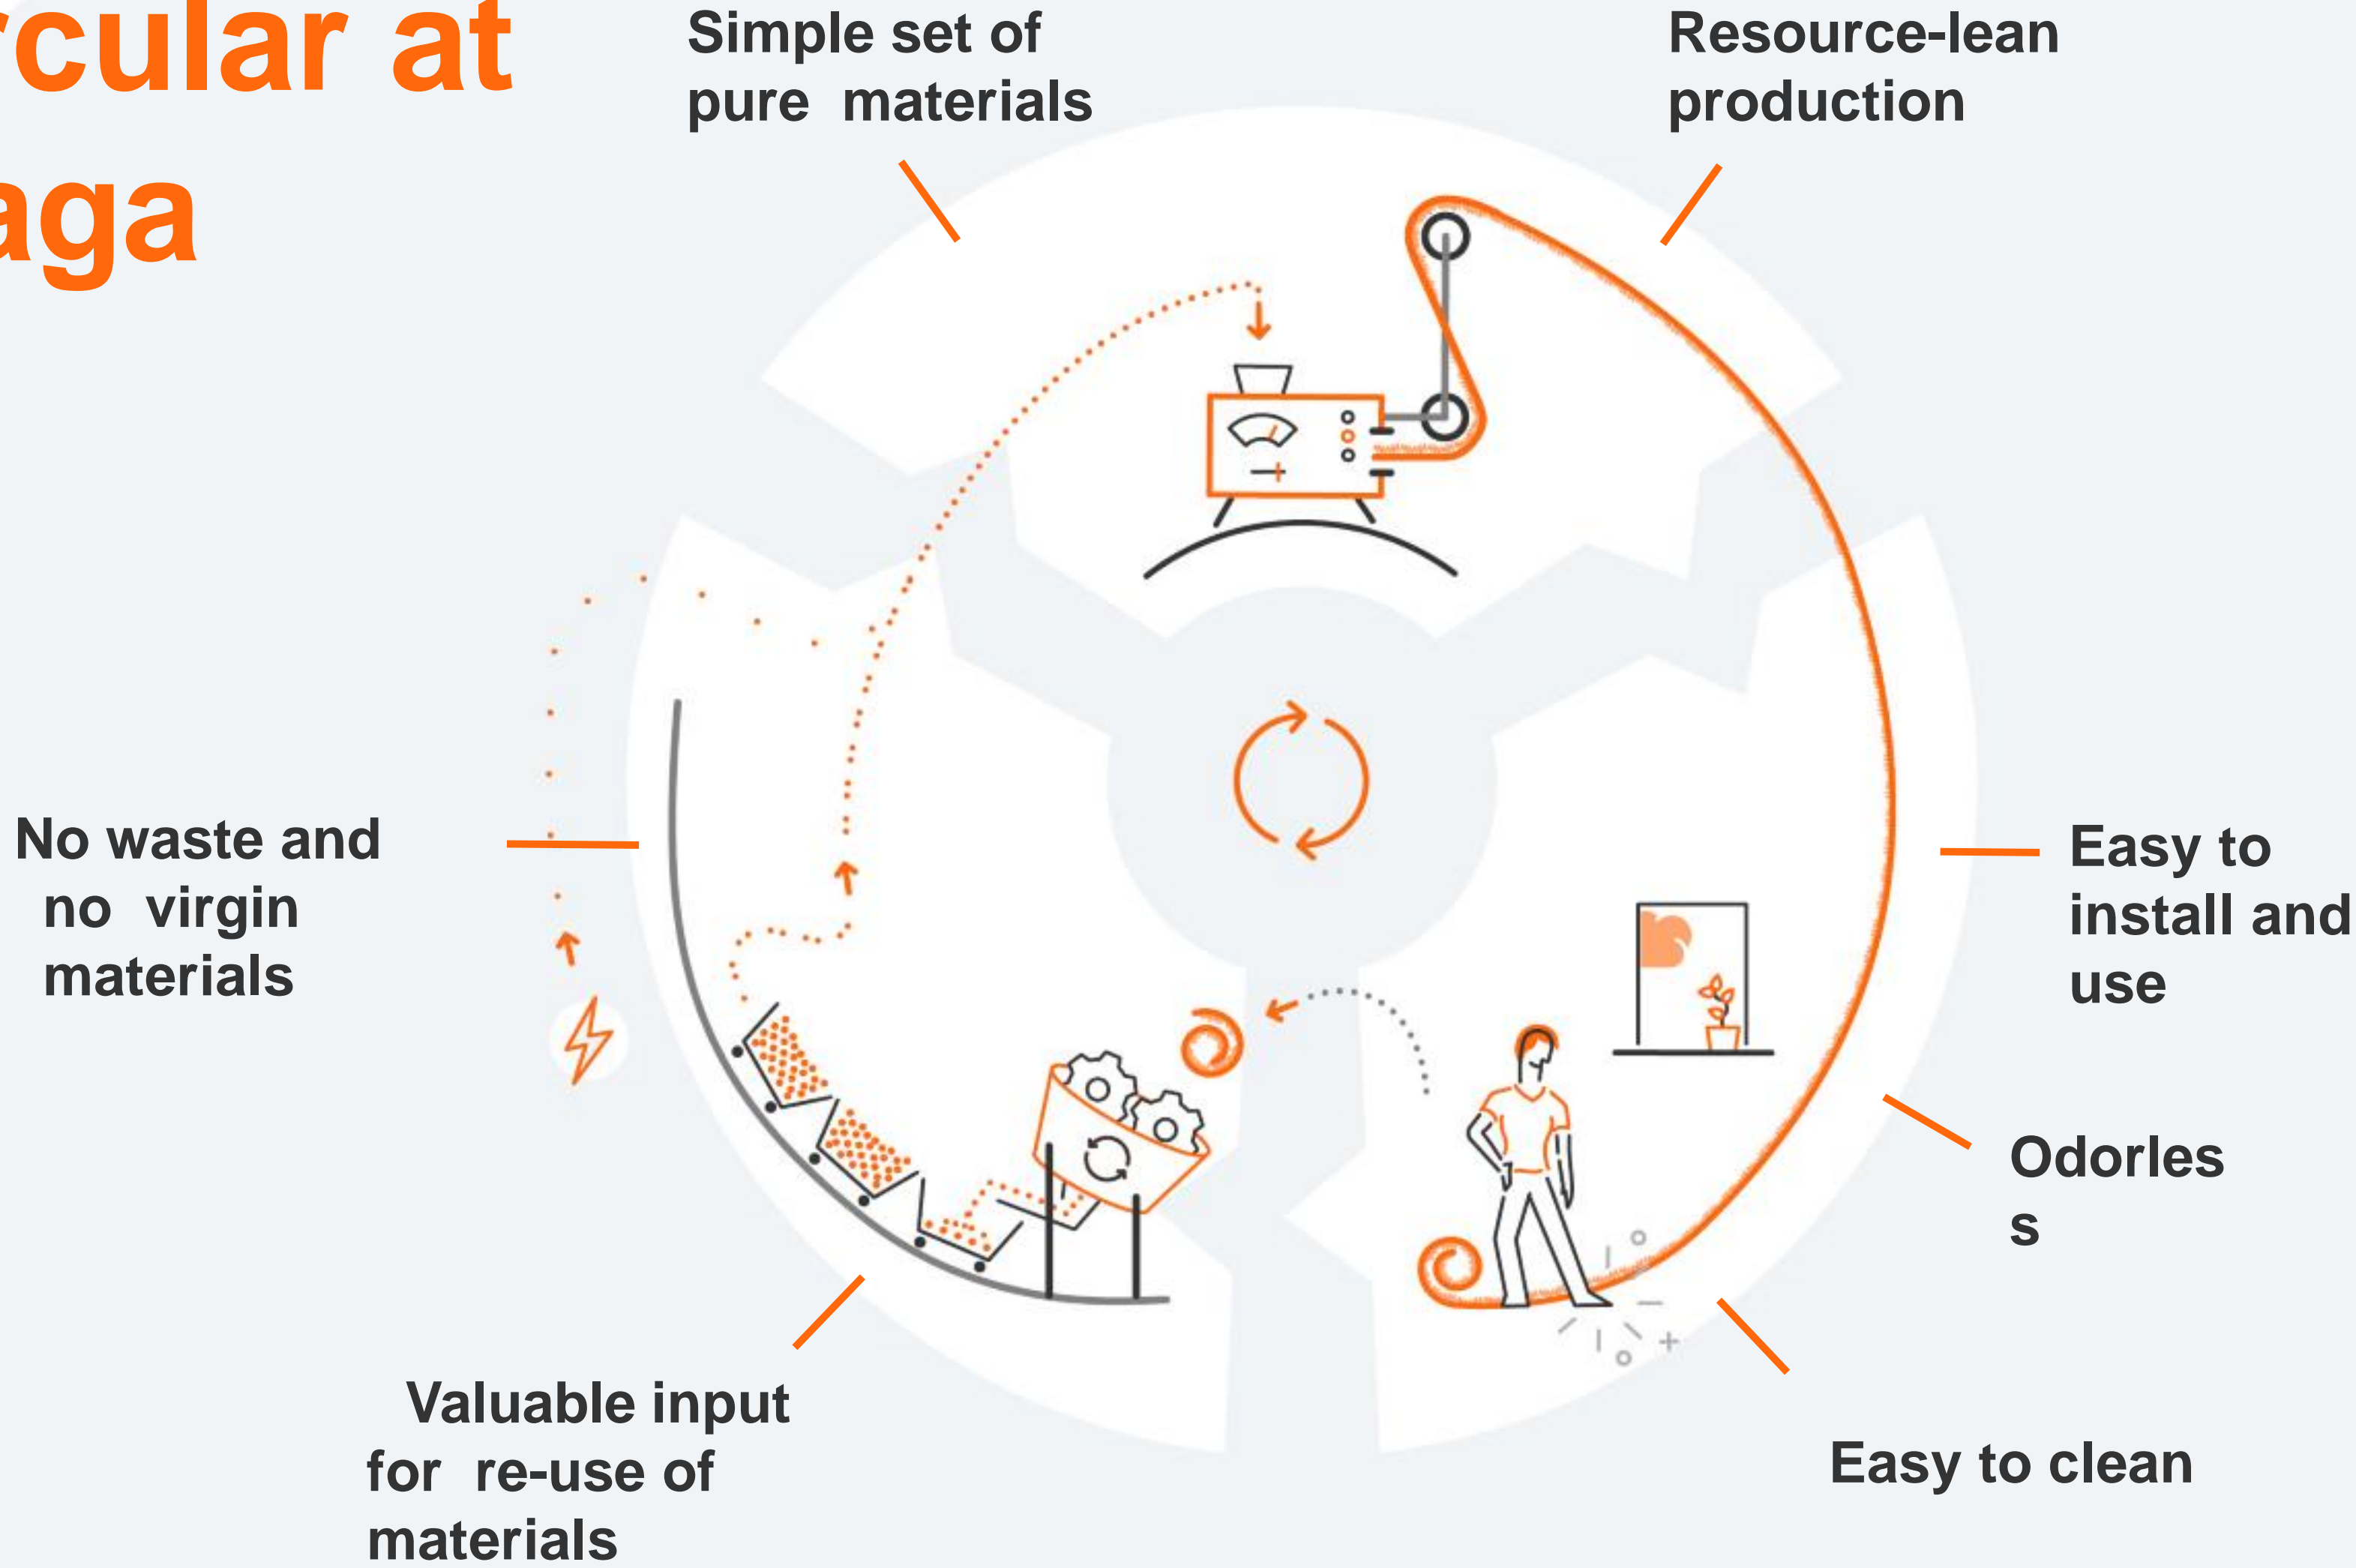 rcular at
aga
Simple set of
pure materials
Resource-lean
production
No waste and
no virgin
materials
Easy to
install and
use
Odorles
s
Valuable input
for re-use of
materials
Easy to clean